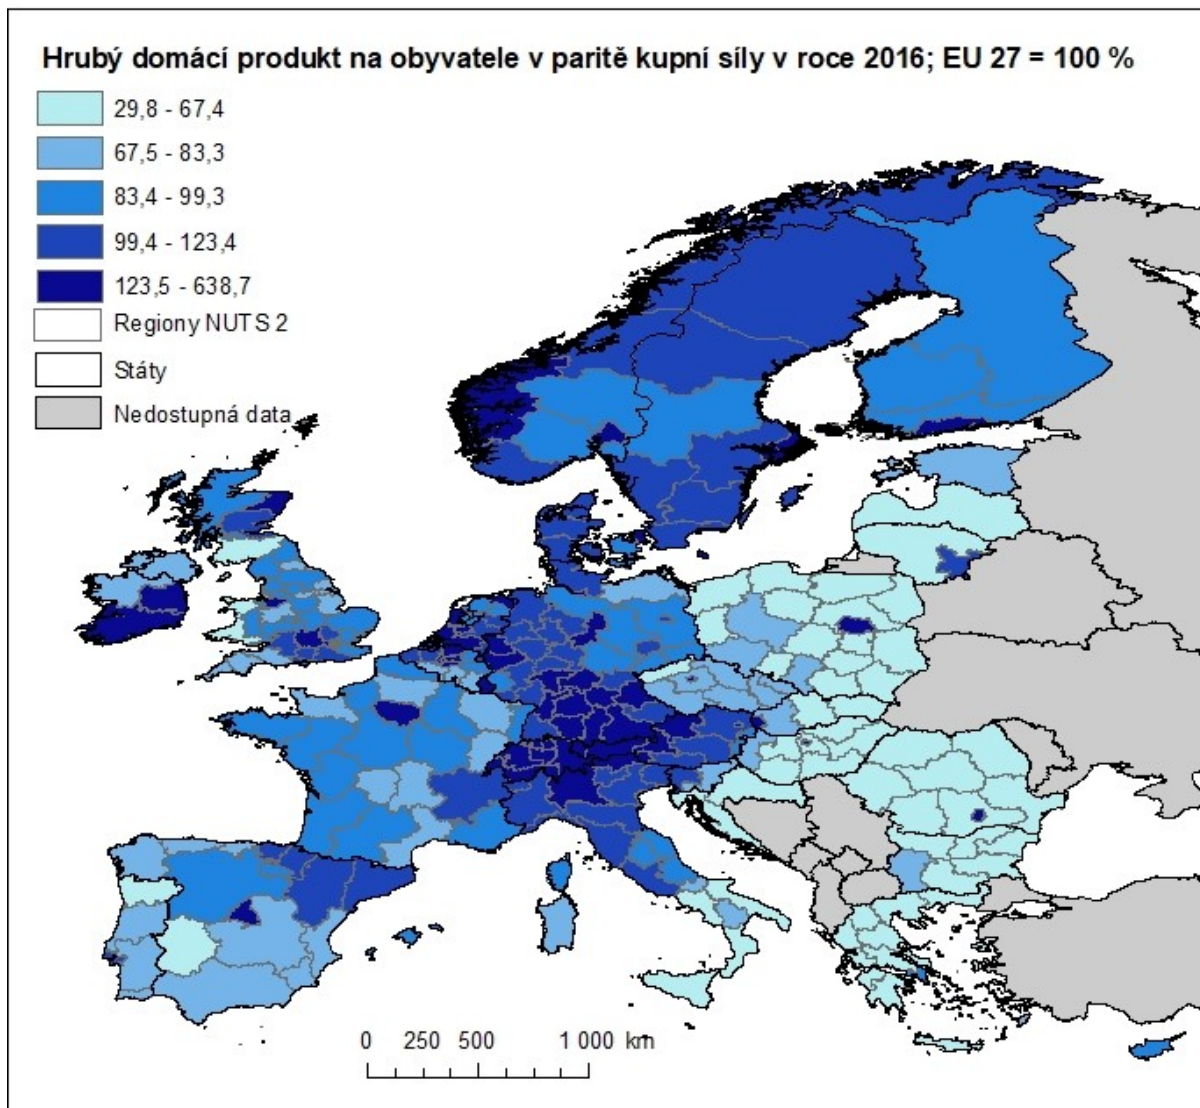 Hrubý domácí produkt na obyvatele v paritě kupní síly v roce 2016; EU 27 = 100 %
29,8 - 67,4
67,5 - 83,3
83,4 - 99,3
99,4 - 123,4
123,5 - 638,7
Regiony NUTS 2
Státy
Nedostupná data
0 250 500 1 000 km